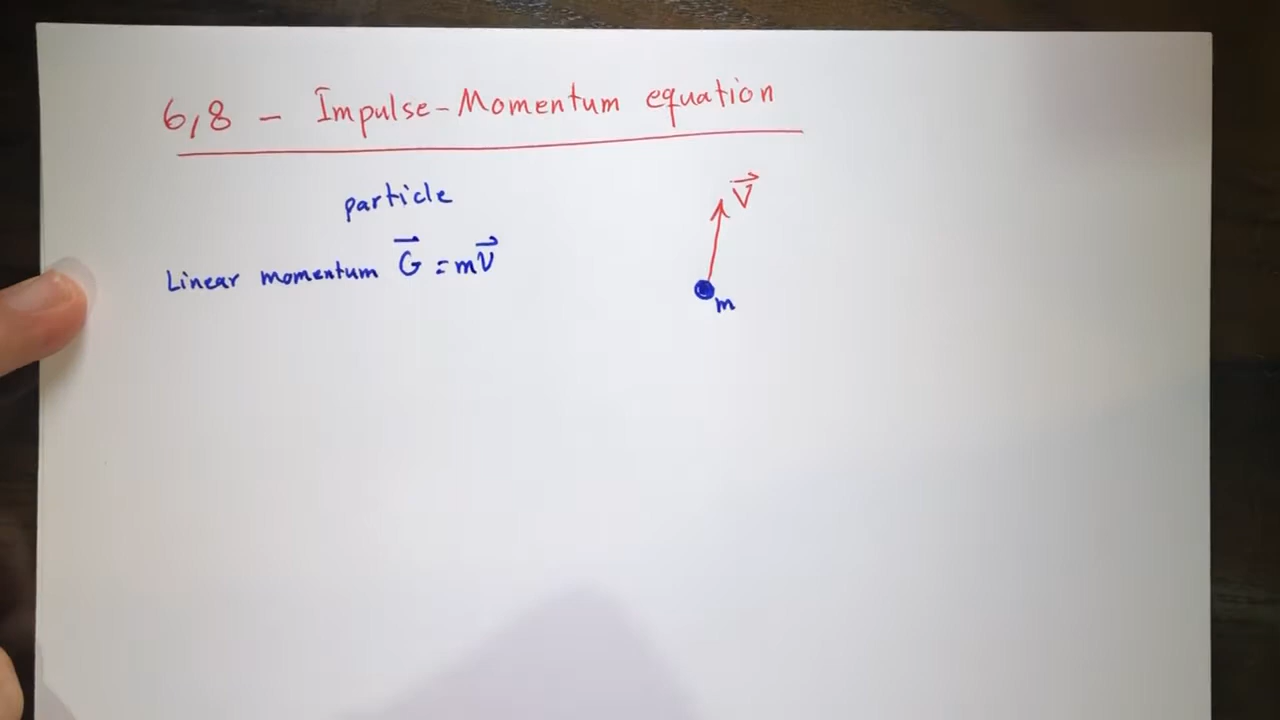 6,8 - Impulse-Momentum equation
particle
Linear momentum G⃗ = mV⃗
V⃗
m